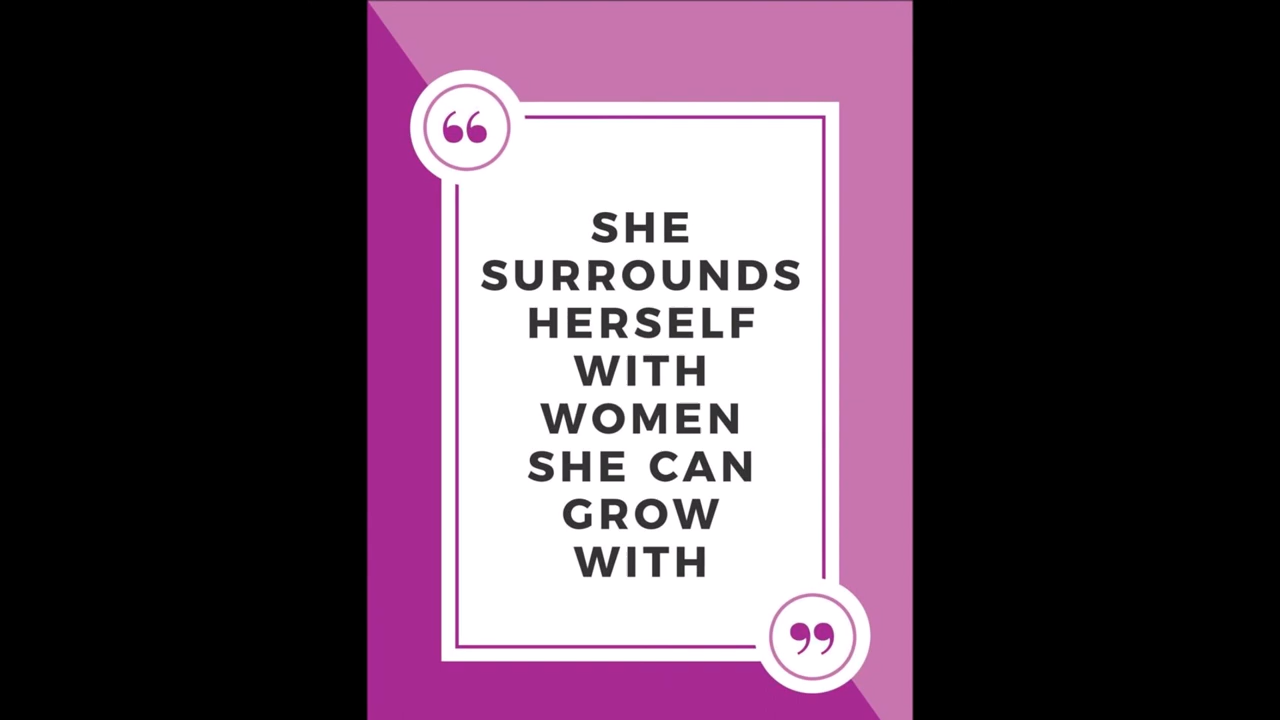 “
SHE
SURROUNDS
HERSELF
WITH
WOMEN
SHE CAN
GROW
WITH
”